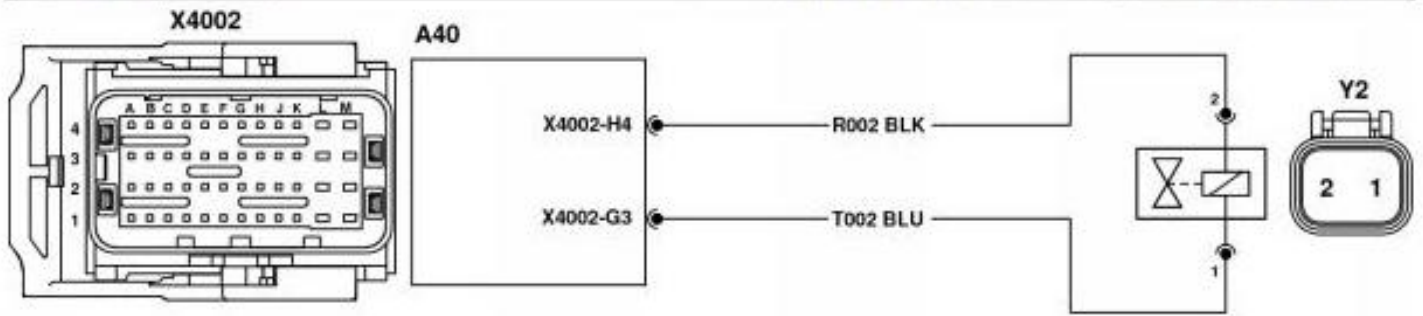 X4002
A40
Y2
A B C D E F G H J K L M
4
3
2
1
X4002-H4
R002 BLK
2
X4002-G3
T002 BLU
1
2 1